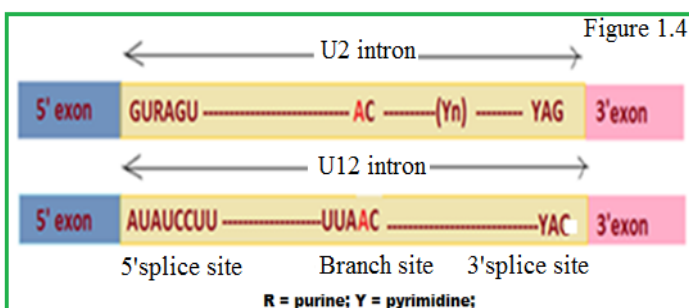 Figure 1.4
U2 intron
5' exon GURAGU ---------------------- AC -------(Yn) ------- YAG 3'exon
U12 intron
5' exon AUAUCCUU ---------------UUAAC ----------------------YAC 3'exon
5'splice site Branch site 3'splice site
R = purine; Y = pyrimidine;